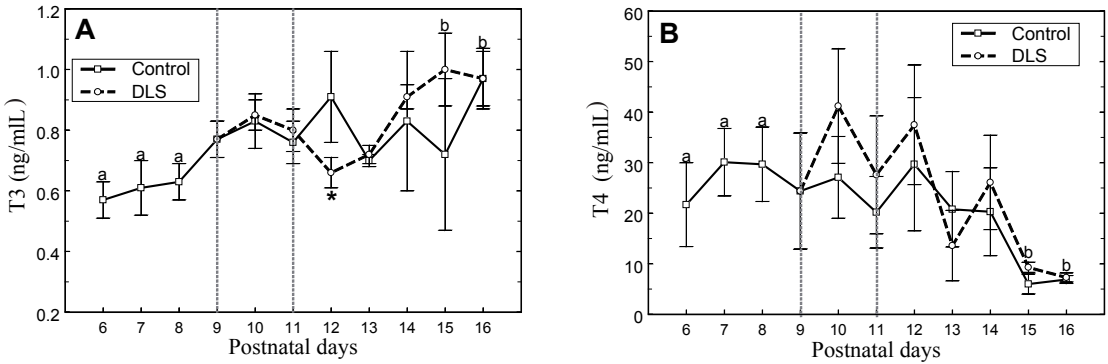 A
Control
DLS
T3 (ng/mlL)
1.2
1.0
0.8
0.6
0.4
0.2
a
a
a
*
b
b
6 7 8 9 10 11 12 13 14 15 16
Postnatal days
B
Control
DLS
T4 (ng/mlL)
60
50
40
30
20
10
0
a
a
a
b
b
6 7 8 9 10 11 12 13 14 15 16
Postnatal days